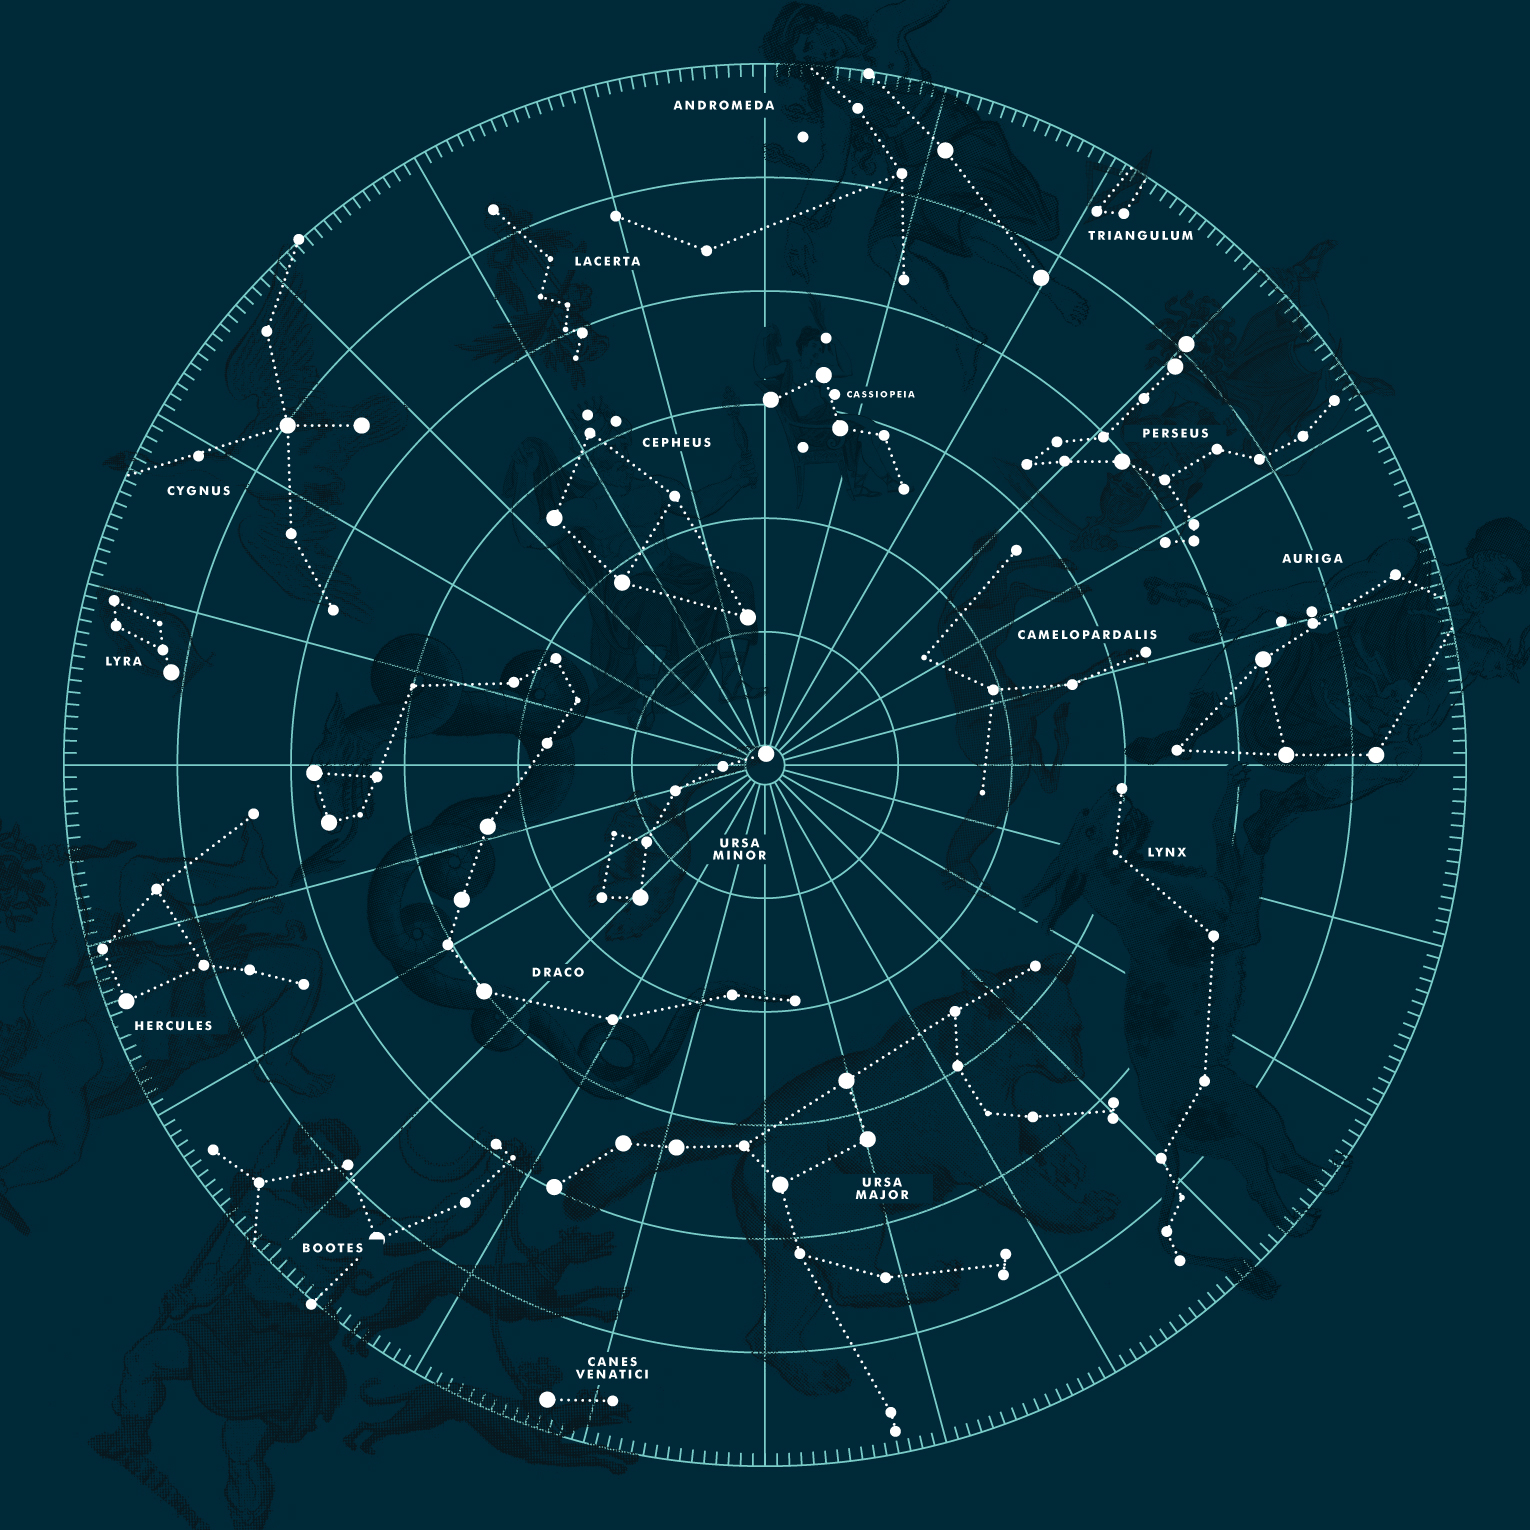 ANDROMEDA
TRIANGULUM
LACERTA
CASSIOPEIA
PERSEUS
CEPHEUS
CYGNUS
AURIGA
CAMELOPARDALIS
LYRA
URSA
MINOR
LYNX
DRACO
HERCULES
URSA
MAJOR
BOOTES
CANES
VENATICI